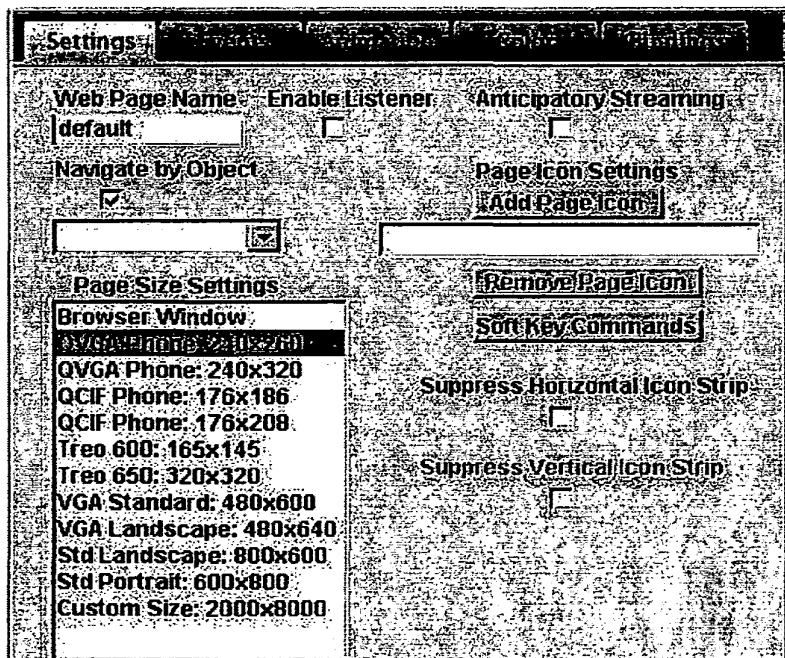 Settings
Web Page Name
Enable Listener
Anticipatory Streaming
default
Navigate by Object
Page Icon Settings
Add Page Icon
Page Size Settings
Remove Page Icon
Browser Window
Soft Key Commands
QVGA Phone: 240x260
QVGA Phone: 240x320
QCIF Phone: 176x186
Suppress Horizontal Icon Strip
QCIF Phone: 176x208
Treo 600: 165x145
Treo 650: 320x320
Suppress Vertical Icon Strip
VGA Standard: 480x600
VGA Landscape: 480x640
Std Landscape: 800x600
Std Portrait: 600x800
Custom Size: 2000x8000